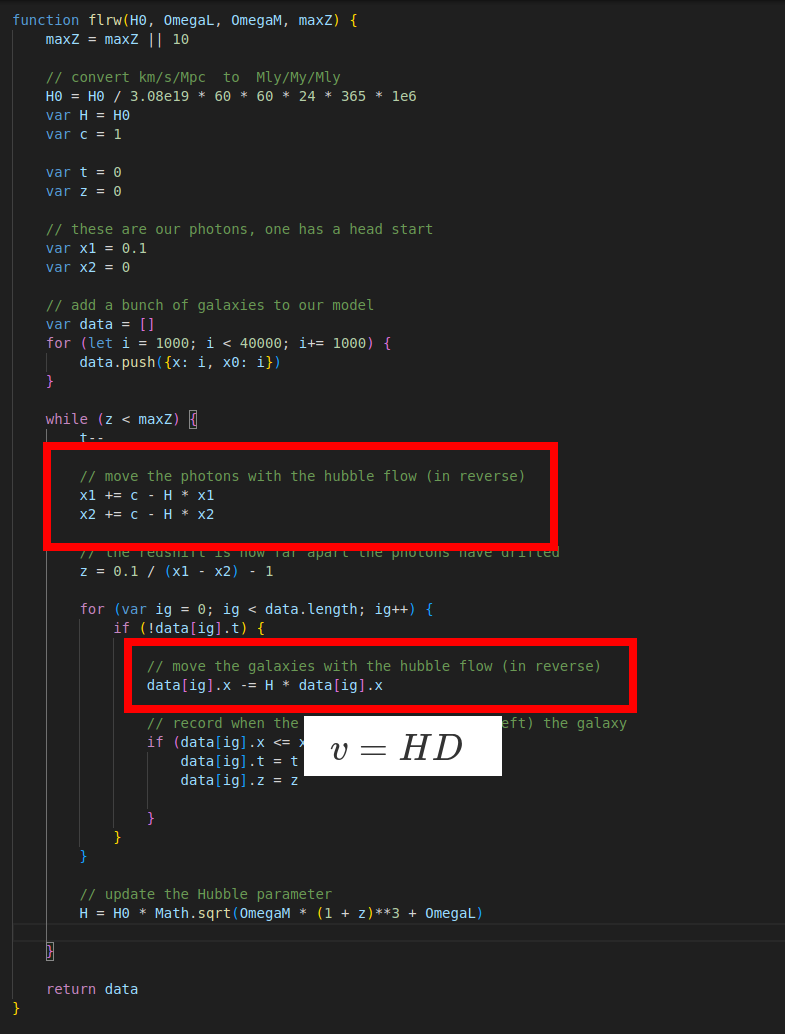 function flrw(H0, OmegaL, OmegaM, maxZ) {
maxZ = maxZ || 10
// convert km/s/Mpc  to  Mly/My/Mly
H0 = H0 / 3.08e19 * 60 * 60 * 24 * 365 * 1e6
var H = H0
var c = 1
var t = 0
var z = 0
// these are our photons, one has a head start
var x1 = 0.1
var x2 = 0
// add a bunch of galaxies to our model
var data = []
for (let i = 1000; i < 40000; i+= 1000) {
data.push({x: i, x0: i})
}
while (z < maxZ) {
t--
// move the photons with the hubble flow (in reverse)
x1 += c - H * x1
x2 += c - H * x2
// the redshift is how far apart the photons have drifted
z = 0.1 / (x1 - x2) - 1
for (var ig = 0; ig < data.length; ig++) {
if (!data[ig].t) {
// move the galaxies with the hubble flow (in reverse)
data[ig].x -= H * data[ig].x
// record when the eft) the galaxy
if (data[ig].x <=
v = HD
data[ig].t = t
data[ig].z = z
}
}
}
// update the Hubble parameter
H = H0 * Math.sqrt(OmegaM * (1 + z)**3 + OmegaL)
}
return data
}